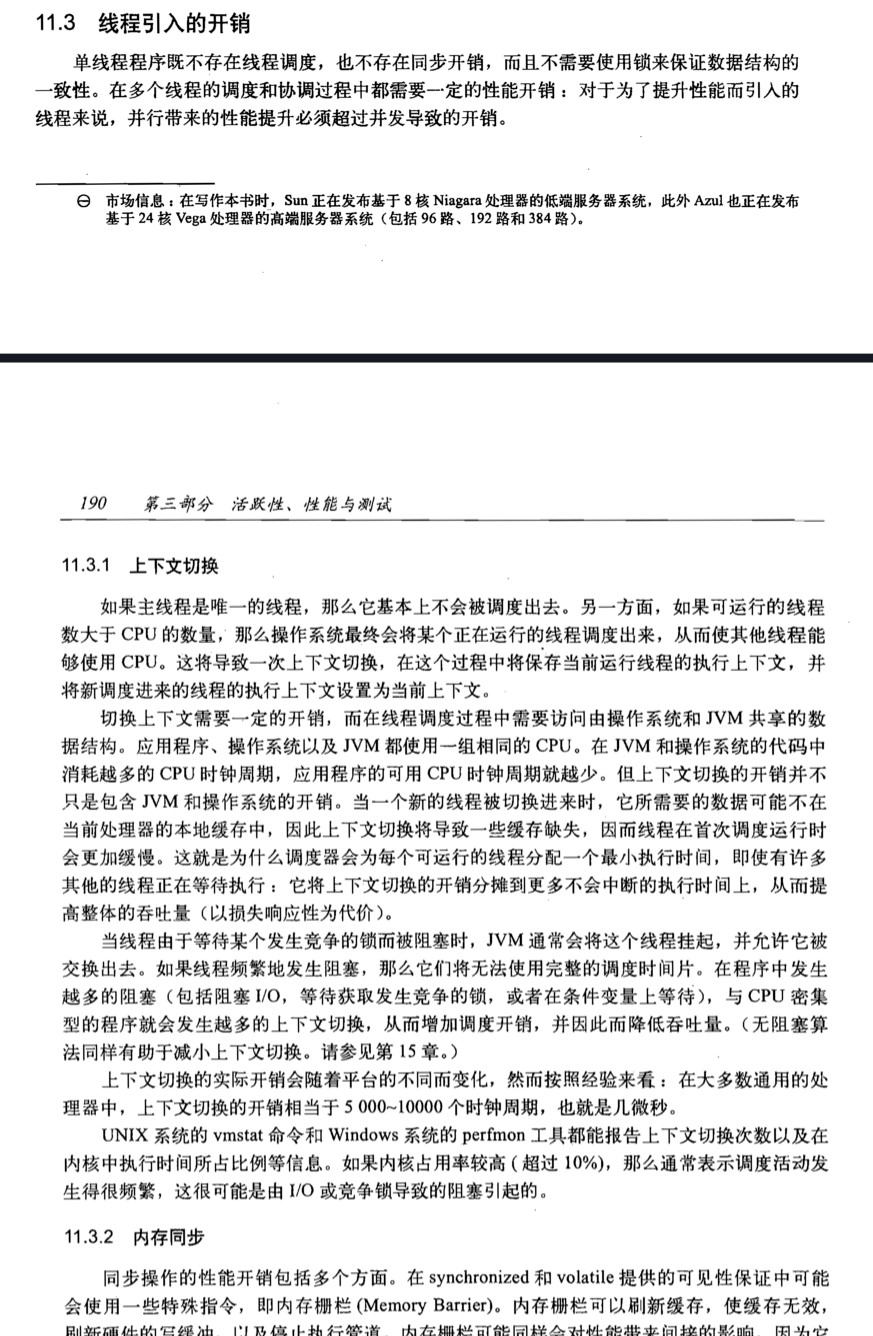 11.3 线程引入的开销
单线程程序既不存在线程调度，也不存在同步开销，而且不需要使用锁来保证数据结构的
一致性。在多个线程的调度和协调过程中都需要一定的性能开销：对于为了提升性能而引入的
线程来说，并行带来的性能提升必须超过并发导致的开销。
㊀ 市场信息：在写作本书时，Sun 正在发布基于 8 核 Niagara 处理器的低端服务器系统，此外 Azul 也正在发布
基于 24 核 Vega 处理器的高端服务器系统（包括 96 路、192 路和 384 路）。
190 第三部分 活跃性、性能与测试
11.3.1 上下文切换
如果主线程是唯一的线程，那么它基本上不会被调度出去。另一方面，如果可运行的线程
数大于 CPU 的数量，那么操作系统最终会将某个正在运行的线程调度出来，从而使其他线程能
够使用 CPU。这将导致一次上下文切换，在这个过程中将保存当前运行线程的执行上下文，并
将新调度进来的线程的执行上下文设置为当前上下文。
切换上下文需要一定的开销，而在线程调度过程中需要访问由操作系统和 JVM 共享的数
据结构。应用程序、操作系统以及 JVM 都使用一组相同的 CPU。在 JVM 和操作系统的代码中
消耗越多的 CPU 时钟周期，应用程序的可用 CPU 时钟周期就越少。但上下文切换的开销并不
只是包含 JVM 和操作系统的开销。当一个新的线程被切换进来时，它所需要的数据可能不在
当前处理器的本地缓存中，因此上下文切换将导致一些缓存缺失，因而线程在首次调度运行时
会更加缓慢。这就是为什么调度器会为每个可运行的线程分配一个最小执行时间，即使有许多
其他的线程正在等待执行：它将上下文切换的开销分摊到更多不会中断的执行时间上，从而提
高整体的吞吐量（以损失响应性为代价）。
当线程由于等待某个发生竞争的锁而被阻塞时，JVM 通常会将这个线程挂起，并允许它被
交换出去。如果线程频繁地发生阻塞，那么它们将无法使用完整的调度时间片。在程序中发生
越多的阻塞（包括阻塞 I/O，等待获取发生竞争的锁，或者在条件变量上等待），与 CPU 密集
型的程序就会发生越多的上下文切换，从而增加调度开销，并因此而降低吞吐量。（无阻塞算
法同样有助于减小上下文切换。请参见第 15 章。）
上下文切换的实际开销会随着平台的不同而变化，然而按照经验来看：在大多数通用的处
理器中，上下文切换的开销相当于 5 000~10000 个时钟周期，也就是几微秒。
UNIX 系统的 vmstat 命令和 Windows 系统的 perfmon 工具都能报告上下文切换次数以及在
内核中执行时间所占比例等信息。如果内核占用率较高 ( 超过 10%)，那么通常表示调度活动发
生得很频繁，这很可能是由 I/O 或竞争锁导致的阻塞引起的。
11.3.2 内存同步
同步操作的性能开销包括多个方面。在 synchronized 和 volatile 提供的可见性保证中可能
会使用一些特殊指令，即内存栅栏 (Memory Barrier)。内存栅栏可以刷新缓存，使缓存无效，
刷新硬件的写缓冲，以及停止执行管道。内存栅栏可能同样会对性能带来间接的影响，因为它